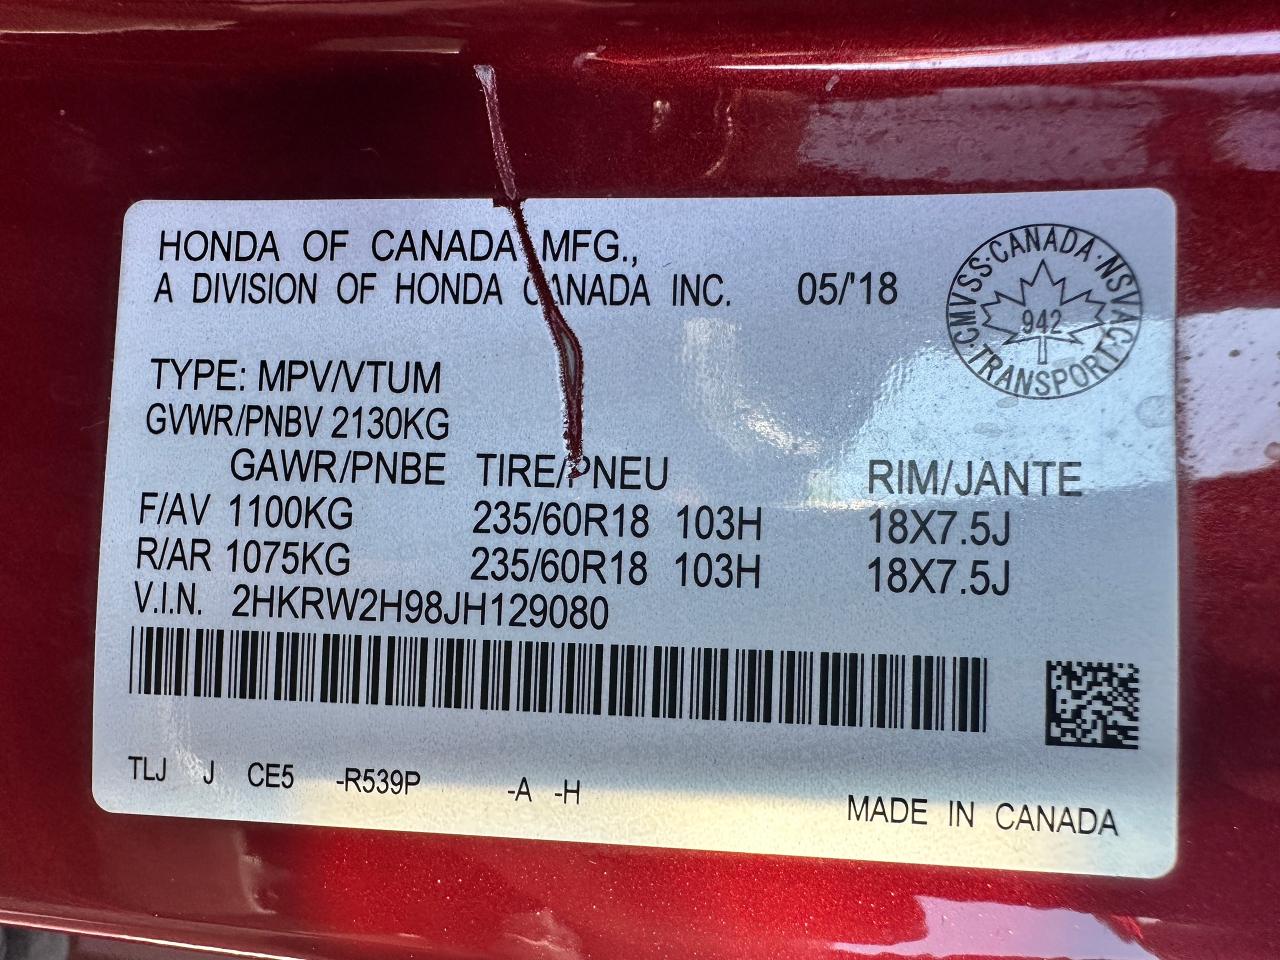 HONDA OF CANADA MFG.,
A DIVISION OF HONDA CANADA INC. 05/'18
CMVSS·CANADA·NSVAC·TRANSPORT·
942
TYPE: MPV/VTUM
GVWR/PNBV 2130KG
GAWR/PNBE TIRE/PNEU RIM/JANTE
F/AV 1100KG 235/60R18 103H 18X7.5J
R/AR 1075KG 235/60R18 103H 18X7.5J
V.I.N. 2HKRW2H98JH129080
TLJ J CE5 -R539P -A -H
MADE IN CANADA